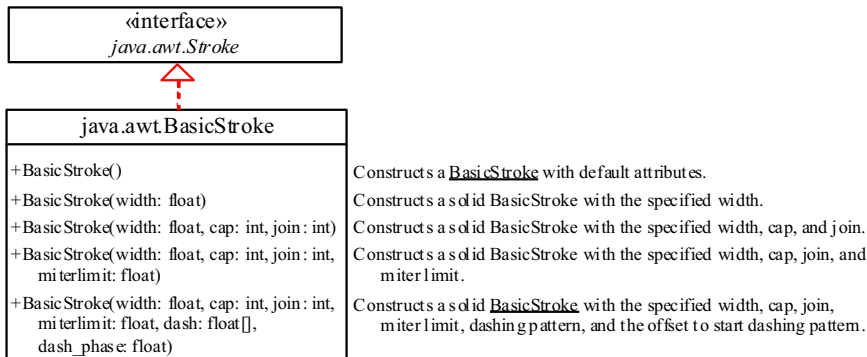 «interface»
java.awt.Stroke
java.awt.BasicStroke
+BasicStroke()
Constructs a BasicStroke with default attributes.
+BasicStroke(width: float)
Constructs a solid BasicStroke with the specified width.
+BasicStroke(width: float, cap: int, join: int)
Constructs a solid BasicStroke with the specified width, cap, and join.
+BasicStroke(width: float, cap: int, join: int,
miterlimit: float)
Constructs a solid BasicStroke with the specified width, cap, join, and
miter limit.
+BasicStroke(width: float, cap: int, join: int,
miterlimit: float, dash: float[],
dash_phase: float)
Constructs a solid BasicStroke with the specified width, cap, join,
miter limit, dashing pattern, and the offset to start dashing pattern.